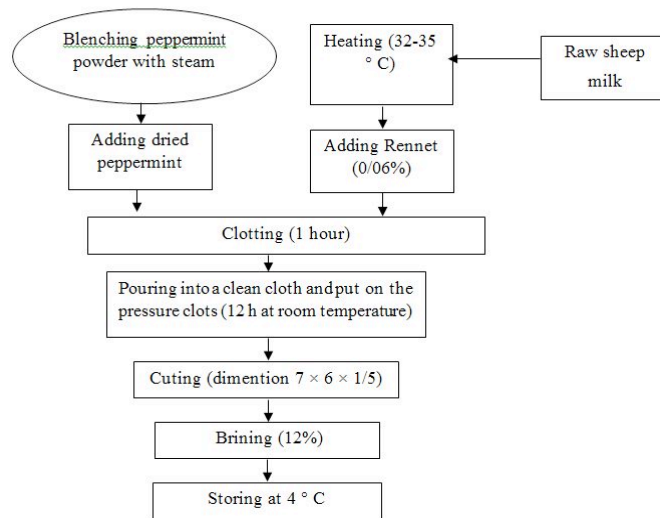 Blenching peppermint
powder with steam
Heating (32-35
° C)
Raw sheep
milk
Adding dried
peppermint
Adding Rennet
(0/06%)
Clotting (1 hour)
Pouring into a clean cloth and put on the
pressure clots (12 h at room temperature)
Cuting (dimention 7 × 6 × 1/5)
Brining (12%)
Storing at 4 ° C